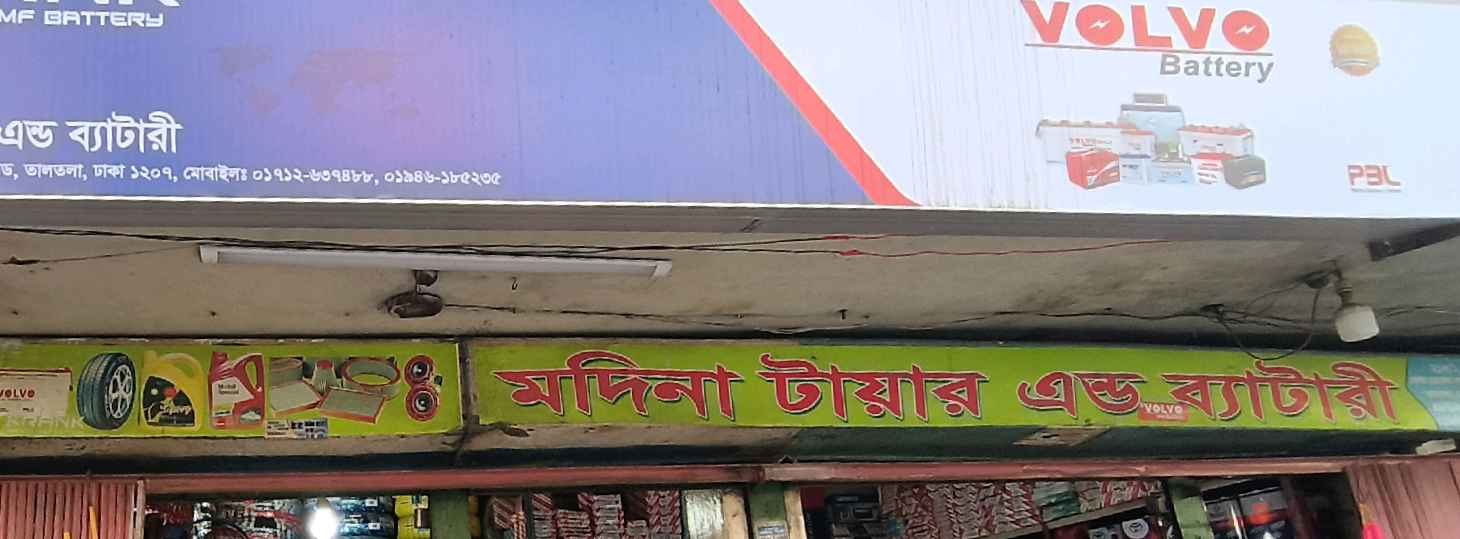 MF BATTERY
VOLVO
Battery
এন্ড ব্যাটারী
ড, তালতলা, ঢাকা ১২০৭, মোবাইলঃ ০১৭১২-৬৩৭৪৮৮, ০১৯৪৬-১৮৫২৩৫
PBL
VOLVO
মদিনা টায়ার এন্ড ব্যাটারী
VOLVO